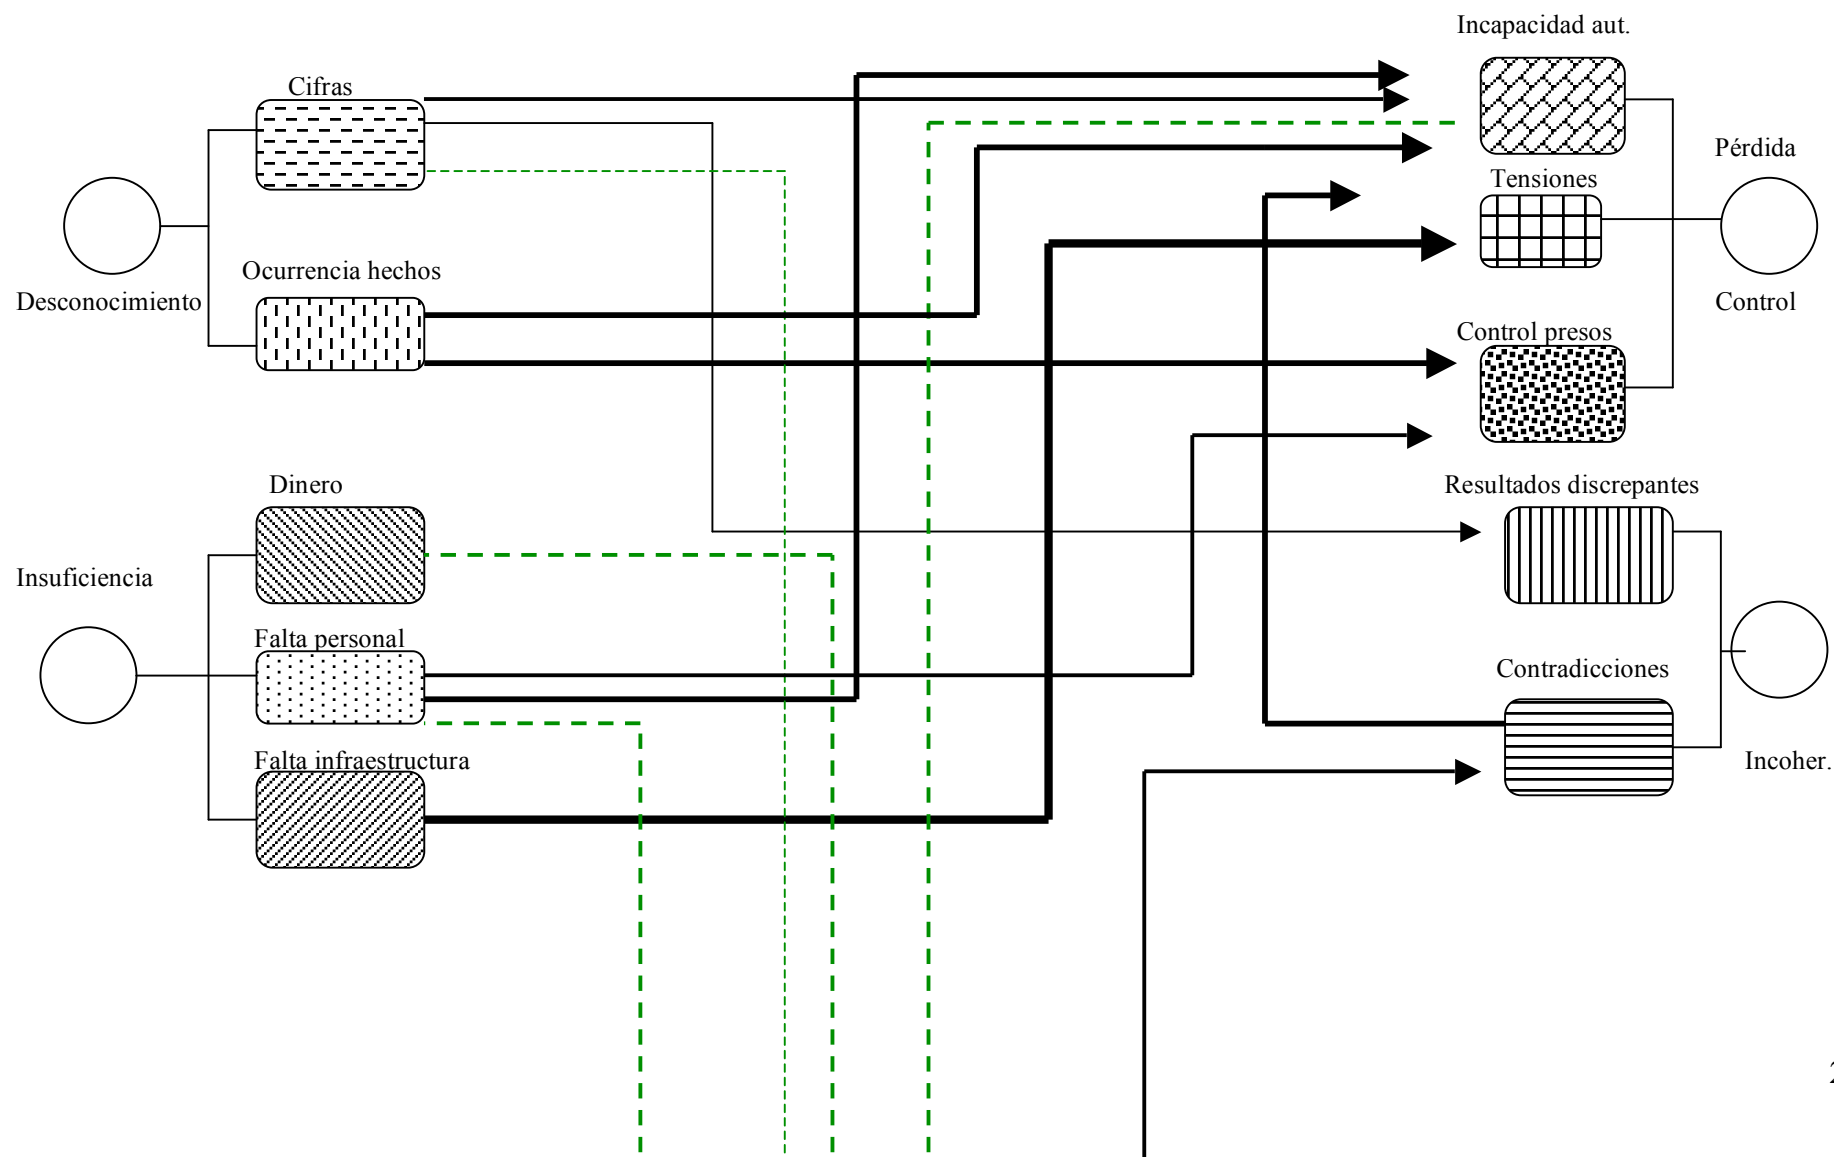 Incapacidad aut.
Cifras
Pérdida
Tensiones
Ocurrencia hechos
Desconocimiento
Control
Control presos
Dinero
Resultados discrepantes
Insuficiencia
Falta personal
Contradicciones
Falta infraestructura
Incoher.